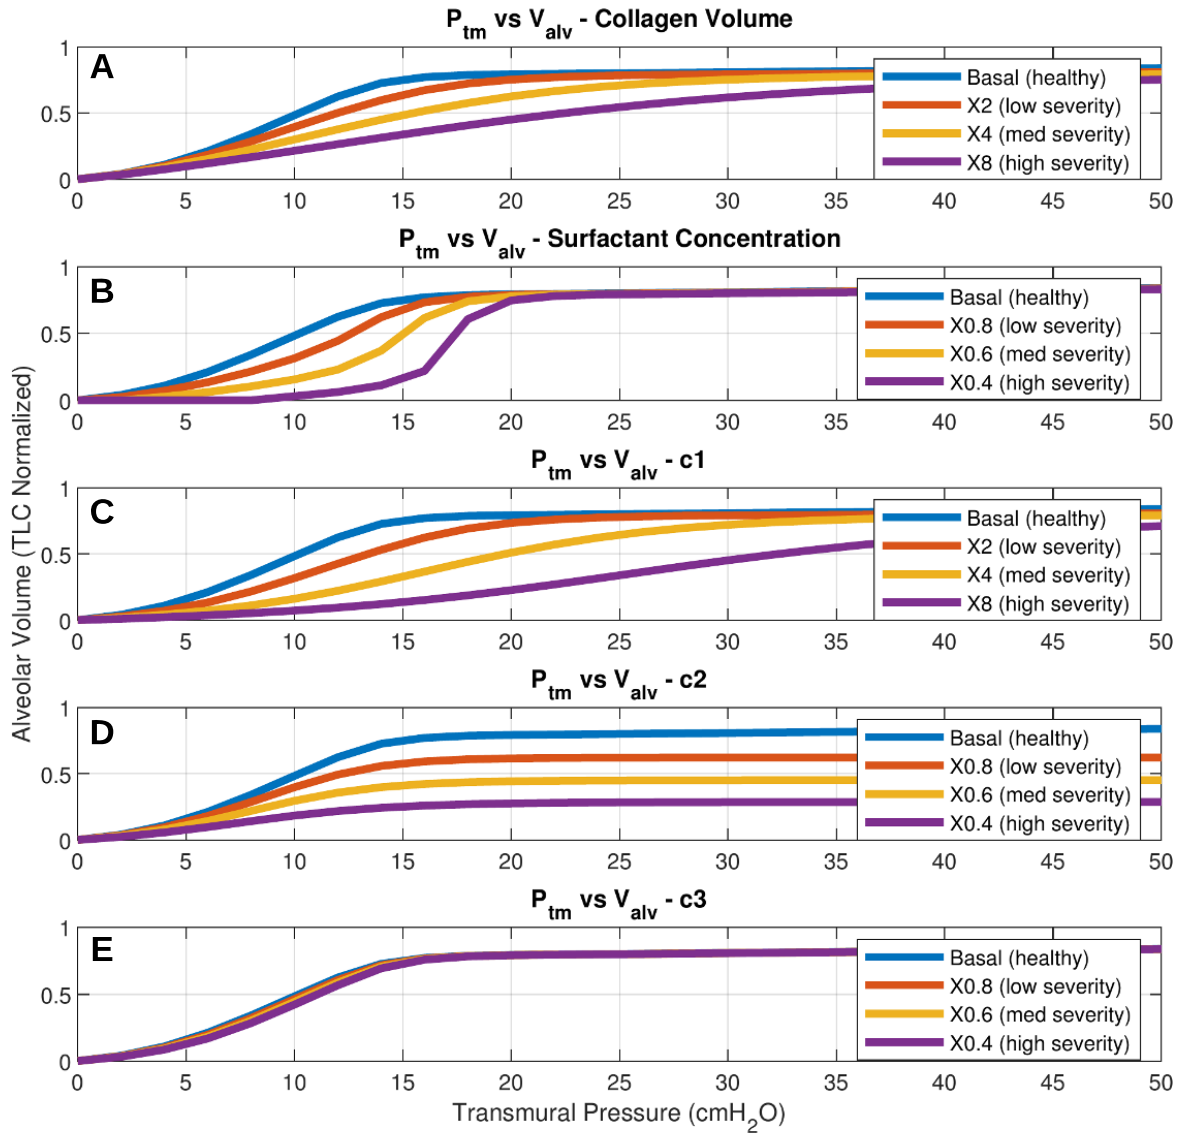 P_tm vs V_alv - Collagen Volume
A
1
0.5
0
Basal (healthy)
X2 (low severity)
X4 (med severity)
X8 (high severity)
0 5 10 15 20 25 30 35 40 45 50
P_tm vs V_alv - Surfactant Concentration
B
1
0.5
0
Basal (healthy)
X0.8 (low severity)
X0.6 (med severity)
X0.4 (high severity)
0 5 10 15 20 25 30 35 40 45 50
P_tm vs V_alv - c1
C
1
0.5
0
Basal (healthy)
X2 (low severity)
X4 (med severity)
X8 (high severity)
0 5 10 15 20 25 30 35 40 45 50
Alveolar Volume (TLC Normalized)
P_tm vs V_alv - c2
D
1
0.5
0
Basal (healthy)
X0.8 (low severity)
X0.6 (med severity)
X0.4 (high severity)
0 5 10 15 20 25 30 35 40 45 50
P_tm vs V_alv - c3
E
1
0.5
0
Basal (healthy)
X0.8 (low severity)
X0.6 (med severity)
X0.4 (high severity)
0 5 10 15 20 25 30 35 40 45 50
Transmural Pressure (cmH₂O)